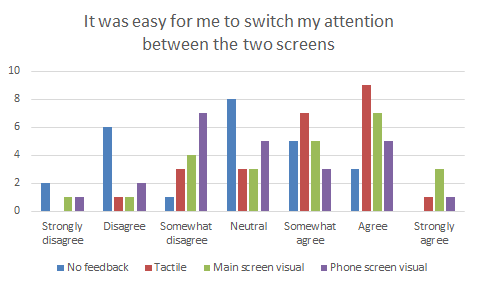 It was easy for me to switch my attention
between the two screens
10
8
6
4
2
0
Strongly disagree
Disagree
Somewhat disagree
Neutral
Somewhat agree
Agree
Strongly agree
No feedback
Tactile
Main screen visual
Phone screen visual